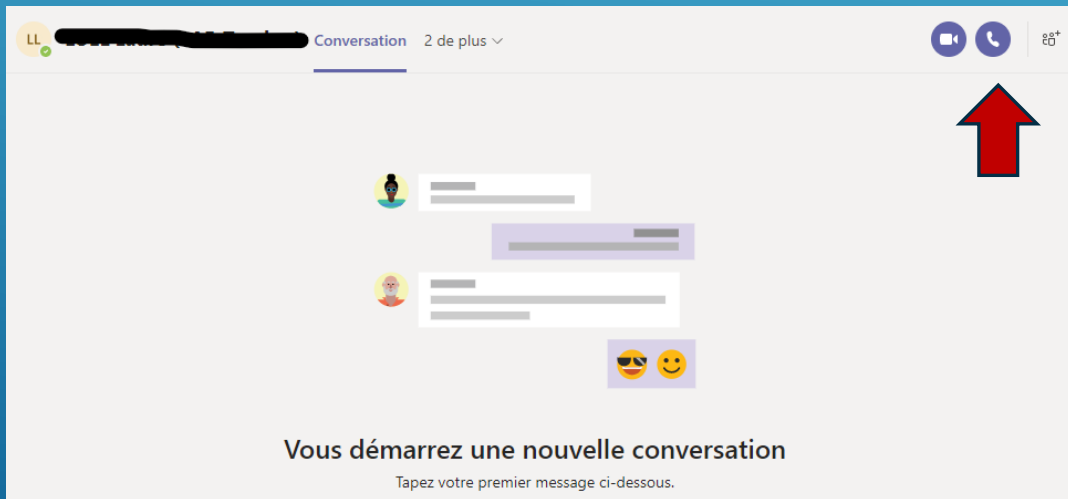 LL
Conversation
2 de plus
Vous démarrez une nouvelle conversation
Tapez votre premier message ci-dessous.